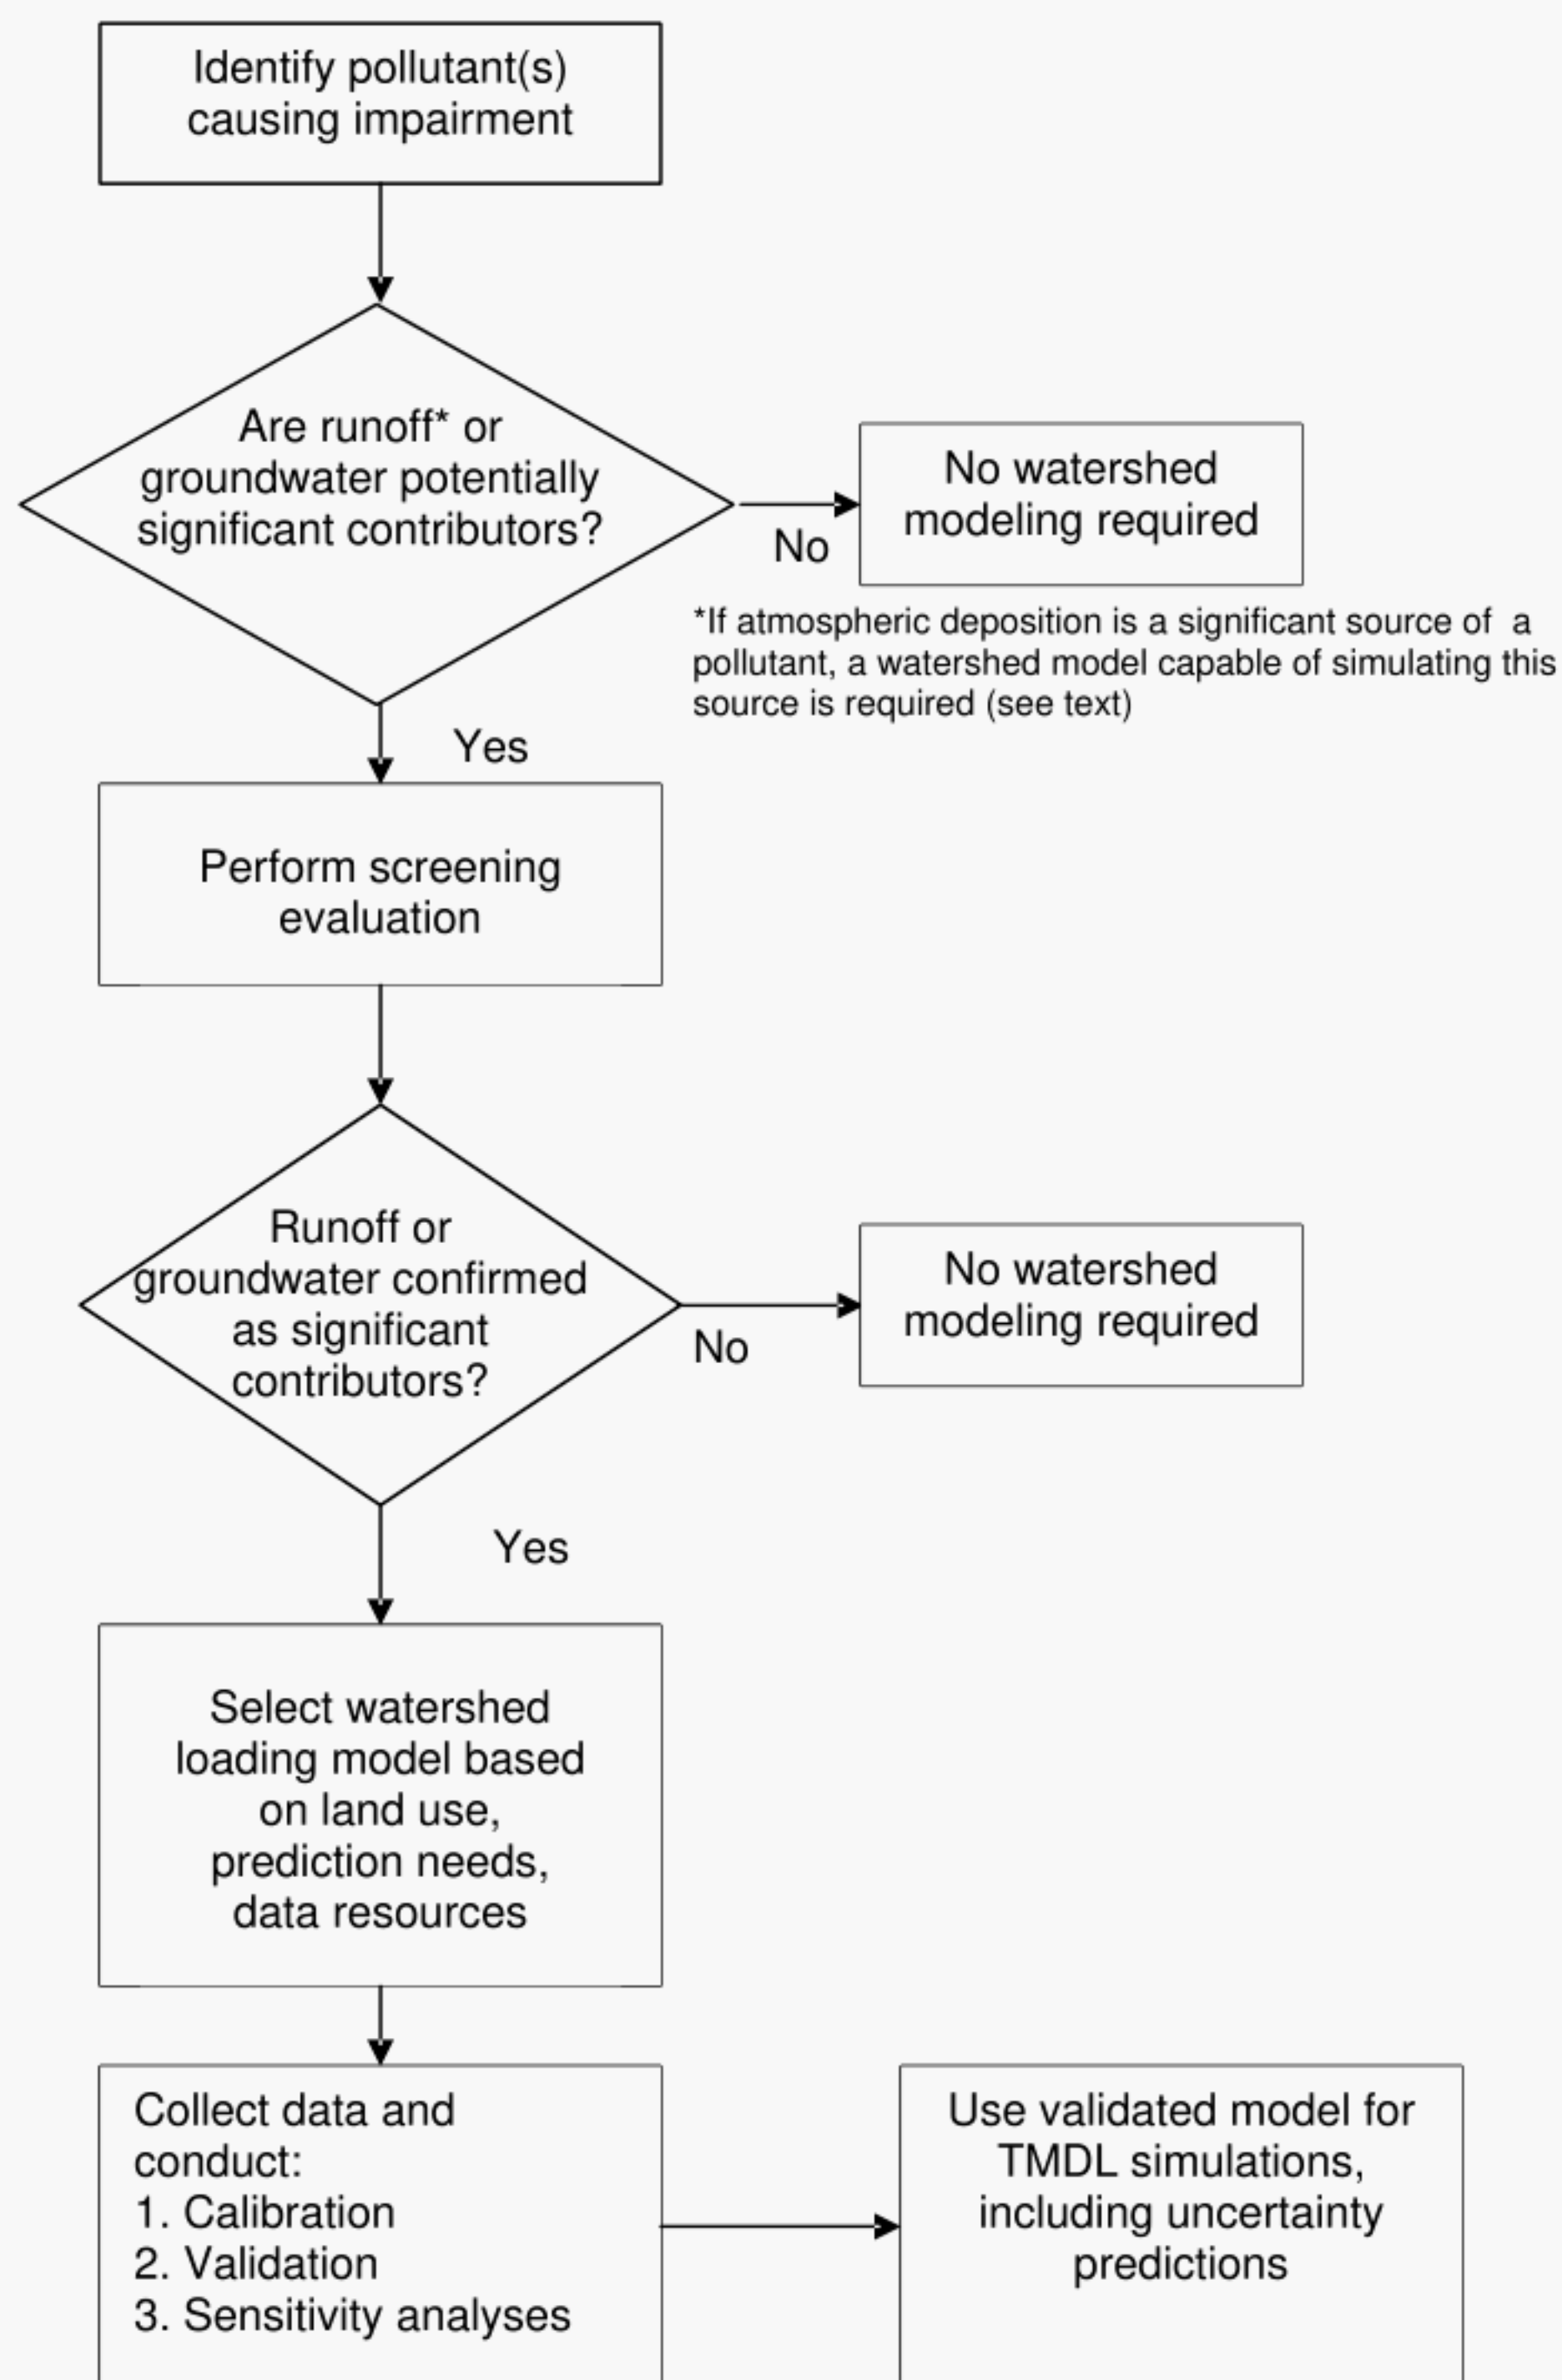 Identify pollutant(s)
causing impairment
Are runoff* or
groundwater potentially
significant contributors?
No
No watershed
modeling required
*If atmospheric deposition is a significant source of  a
pollutant, a watershed model capable of simulating this
source is required (see text)
Yes
Perform screening
evaluation
Runoff or
groundwater confirmed
as significant
contributors?
No
No watershed
modeling required
Yes
Select watershed
loading model based
on land use,
prediction needs,
data resources
Collect data and
conduct:
1. Calibration
2. Validation
3. Sensitivity analyses
Use validated model for
TMDL simulations,
including uncertainty
predictions